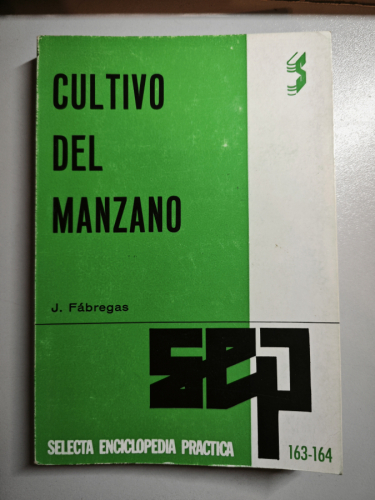 CULTIVO
DEL
MANZANO
J. Fábregas
sep
SELECTA ENCICLOPEDIA PRACTICA
163-164